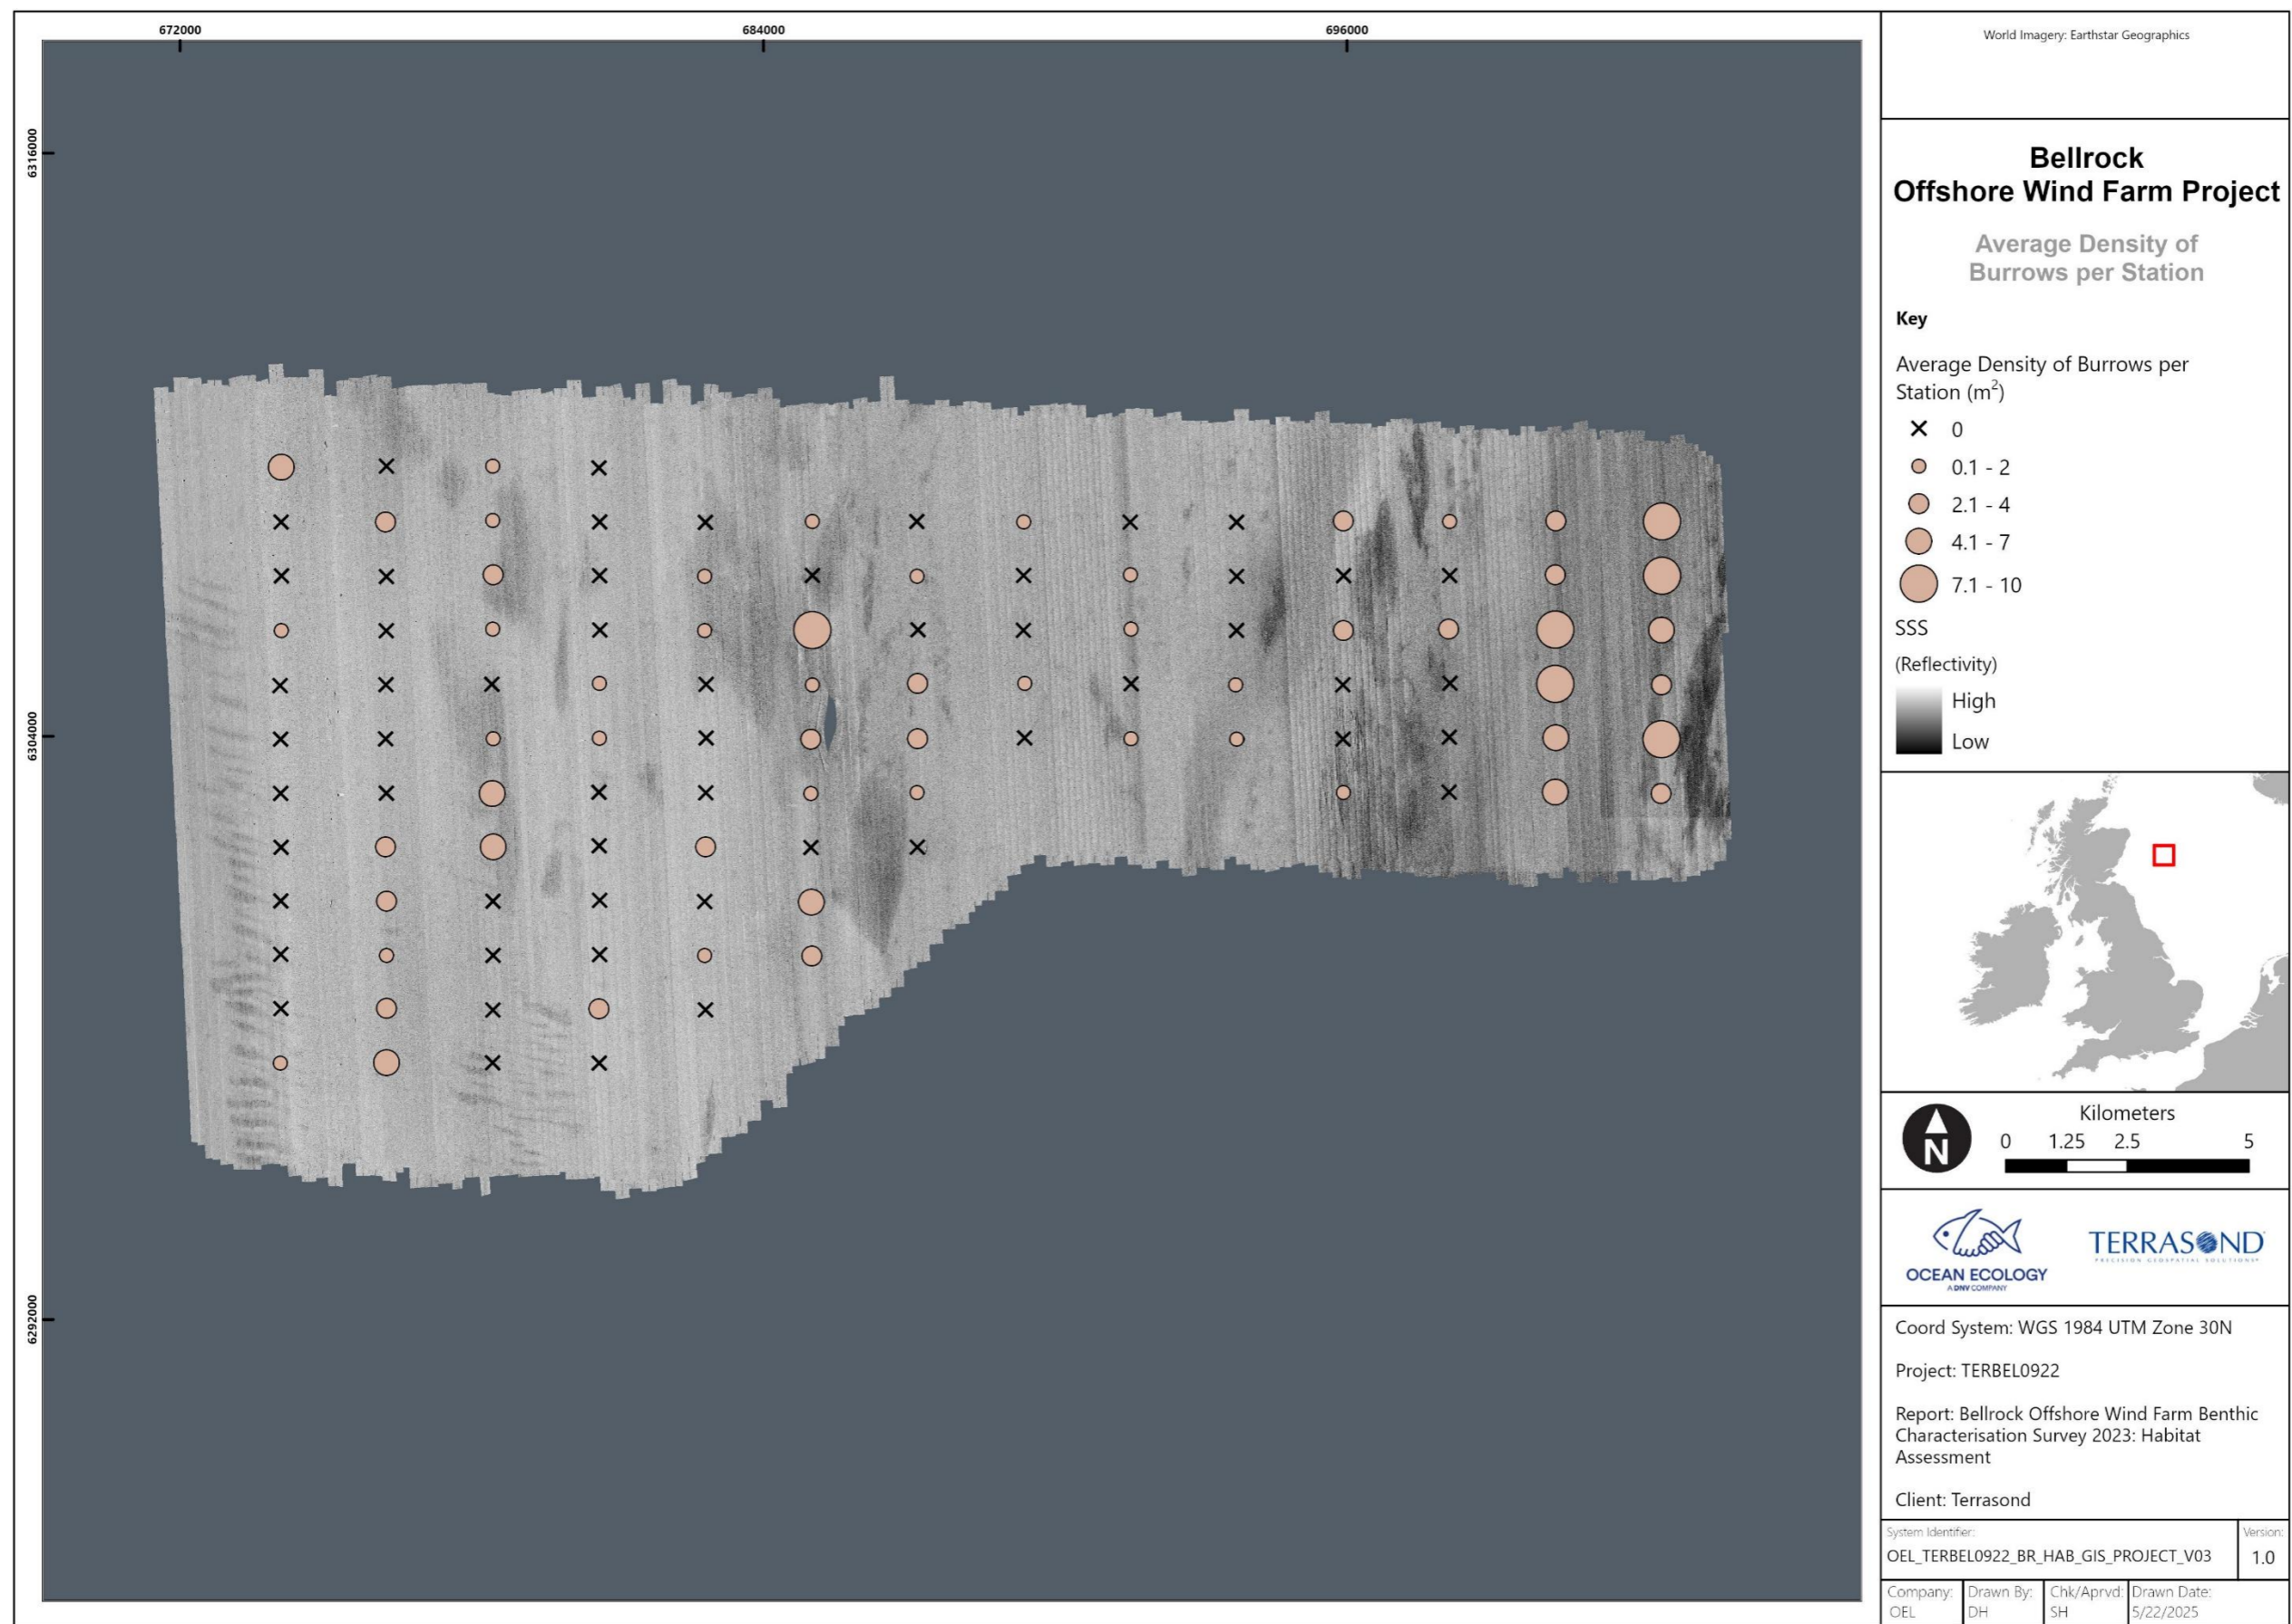 672000
684000
696000
6316000
6304000
6292000
World Imagery: Earthstar Geographics
Bellrock
Offshore Wind Farm Project
Average Density of
Burrows per Station
Key
Average Density of Burrows per
Station (m²)
0
0.1 - 2
2.1 - 4
4.1 - 7
7.1 - 10
SSS
(Reflectivity)
High
Low
N
Kilometers
0 1.25 2.5 5
OCEAN ECOLOGY
A DNV COMPANY
TERRASOND
PRECISION GEOSPATIAL SOLUTIONS®
Coord System: WGS 1984 UTM Zone 30N
Project: TERBEL0922
Report: Bellrock Offshore Wind Farm Benthic
Characterisation Survey 2023: Habitat
Assessment
Client: Terrasond
System Identifier:
OEL_TERBEL0922_BR_HAB_GIS_PROJECT_V03
Version:
1.0
Company: Drawn By: Chk/Aprvd: Drawn Date:
OEL DH SH 5/22/2025